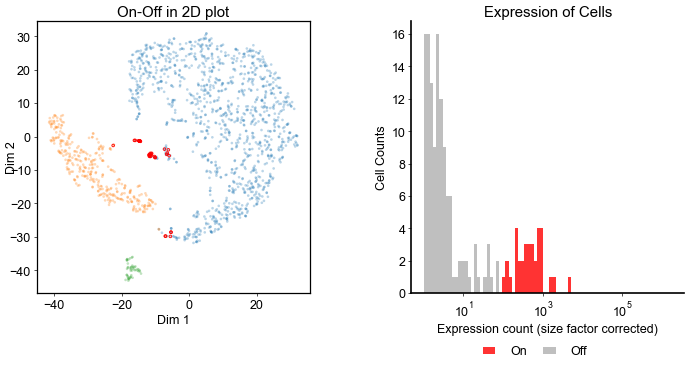 On-Off in 2D plot
30
20
10
0
−10
−20
−30
−40
Dim 2
−40 −20 0 20
Dim 1
Expression of Cells
16
14
12
10
8
6
4
2
0
Cell Counts
10^1 10^3 10^5
Expression count (size factor corrected)
On Off